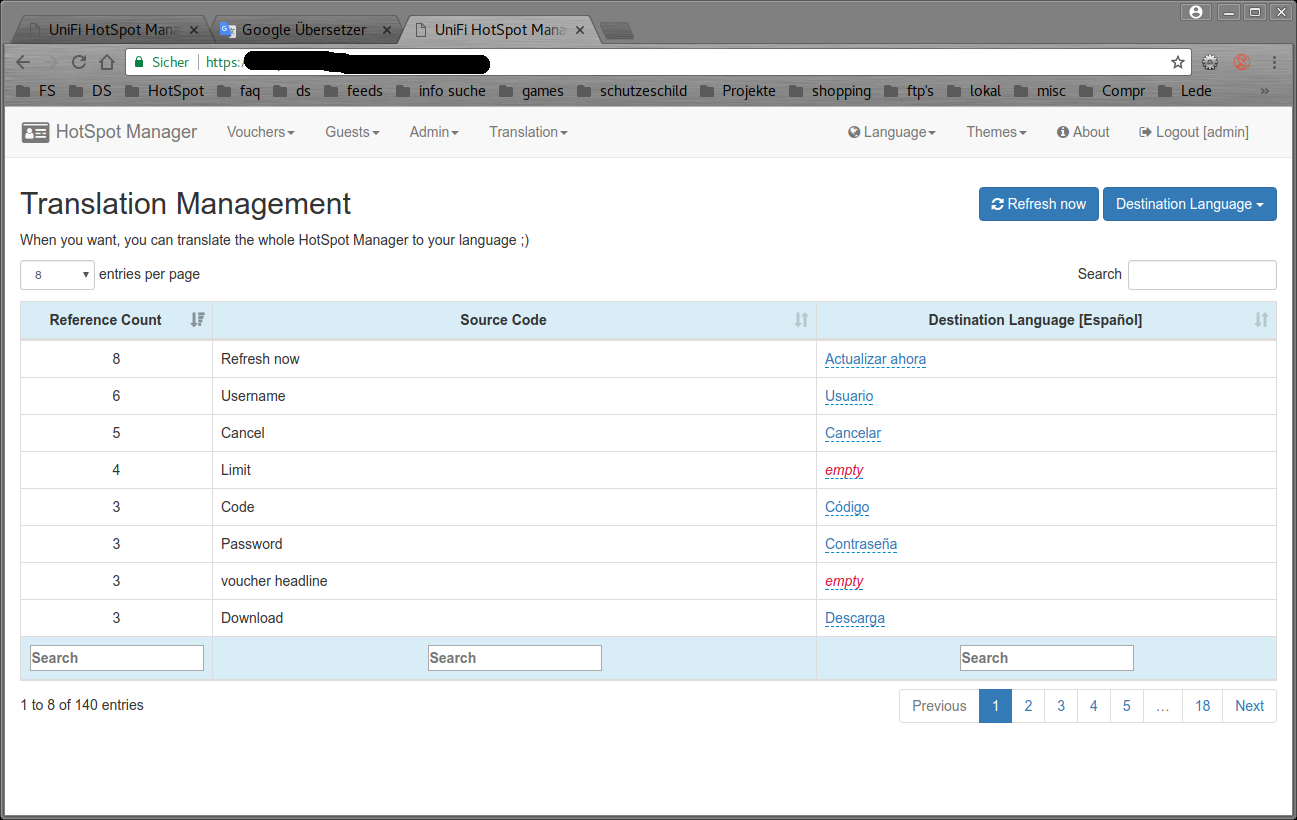 UniFi HotSpot Mana Google Übersetzer UniFi HotSpot Mana
Sicher https:
FS DS HotSpot faq ds feeds info suche games schutzeschild Projekte shopping ftp's lokal misc Compr Lede »
HotSpot Manager Vouchers Guests Admin Translation Language Themes About Logout [admin]
Translation Management Refresh now Destination Language
When you want, you can translate the whole HotSpot Manager to your language ;)
8 entries per page Search
Reference Count Source Code Destination Language [Español]
8 Refresh now Actualizar ahora
6 Username Usuario
5 Cancel Cancelar
4 Limit empty
3 Code Código
3 Password Contraseña
3 voucher headline empty
3 Download Descarga
Search Search Search
1 to 8 of 140 entries Previous 1 2 3 4 5 … 18 Next